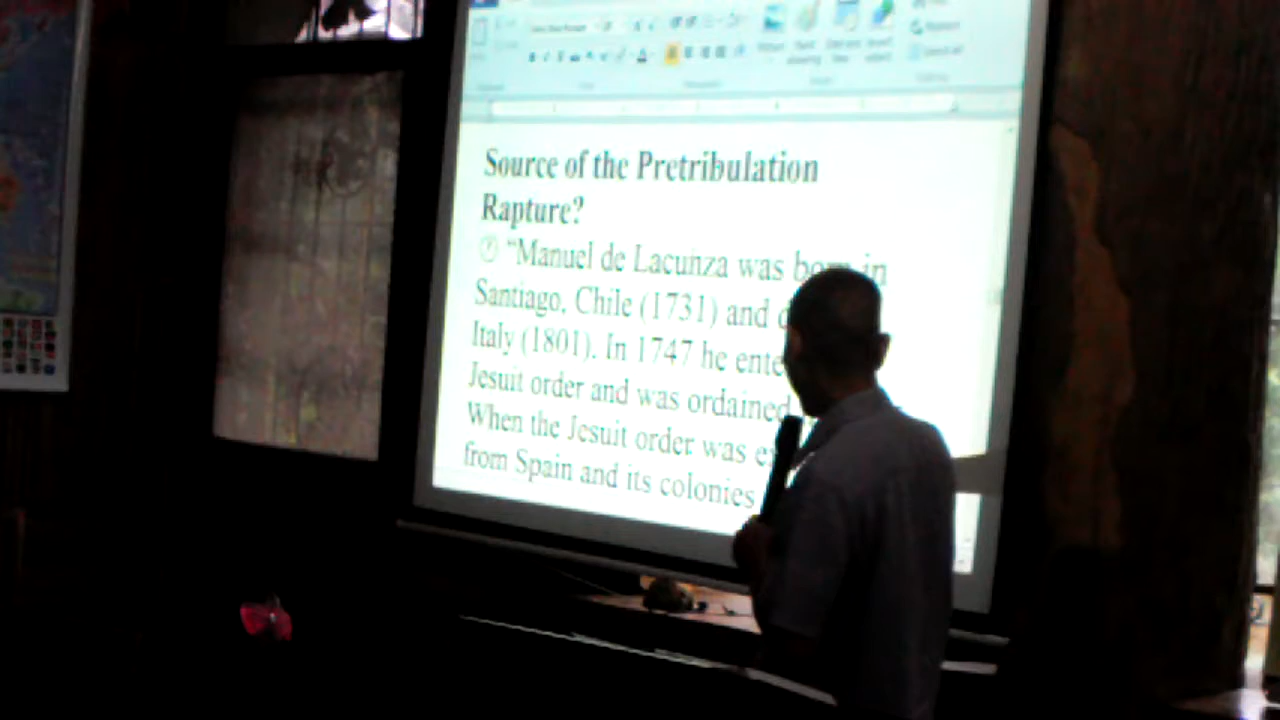 Source of the Pretribulation
Rapture?
"Manuel de Lacunza was born in
Santiago, Chile (1731) and
Italy (1801). In 1747 he
Jesuit order and was ordained
When the Jesuit order was
from Spain and its colonies